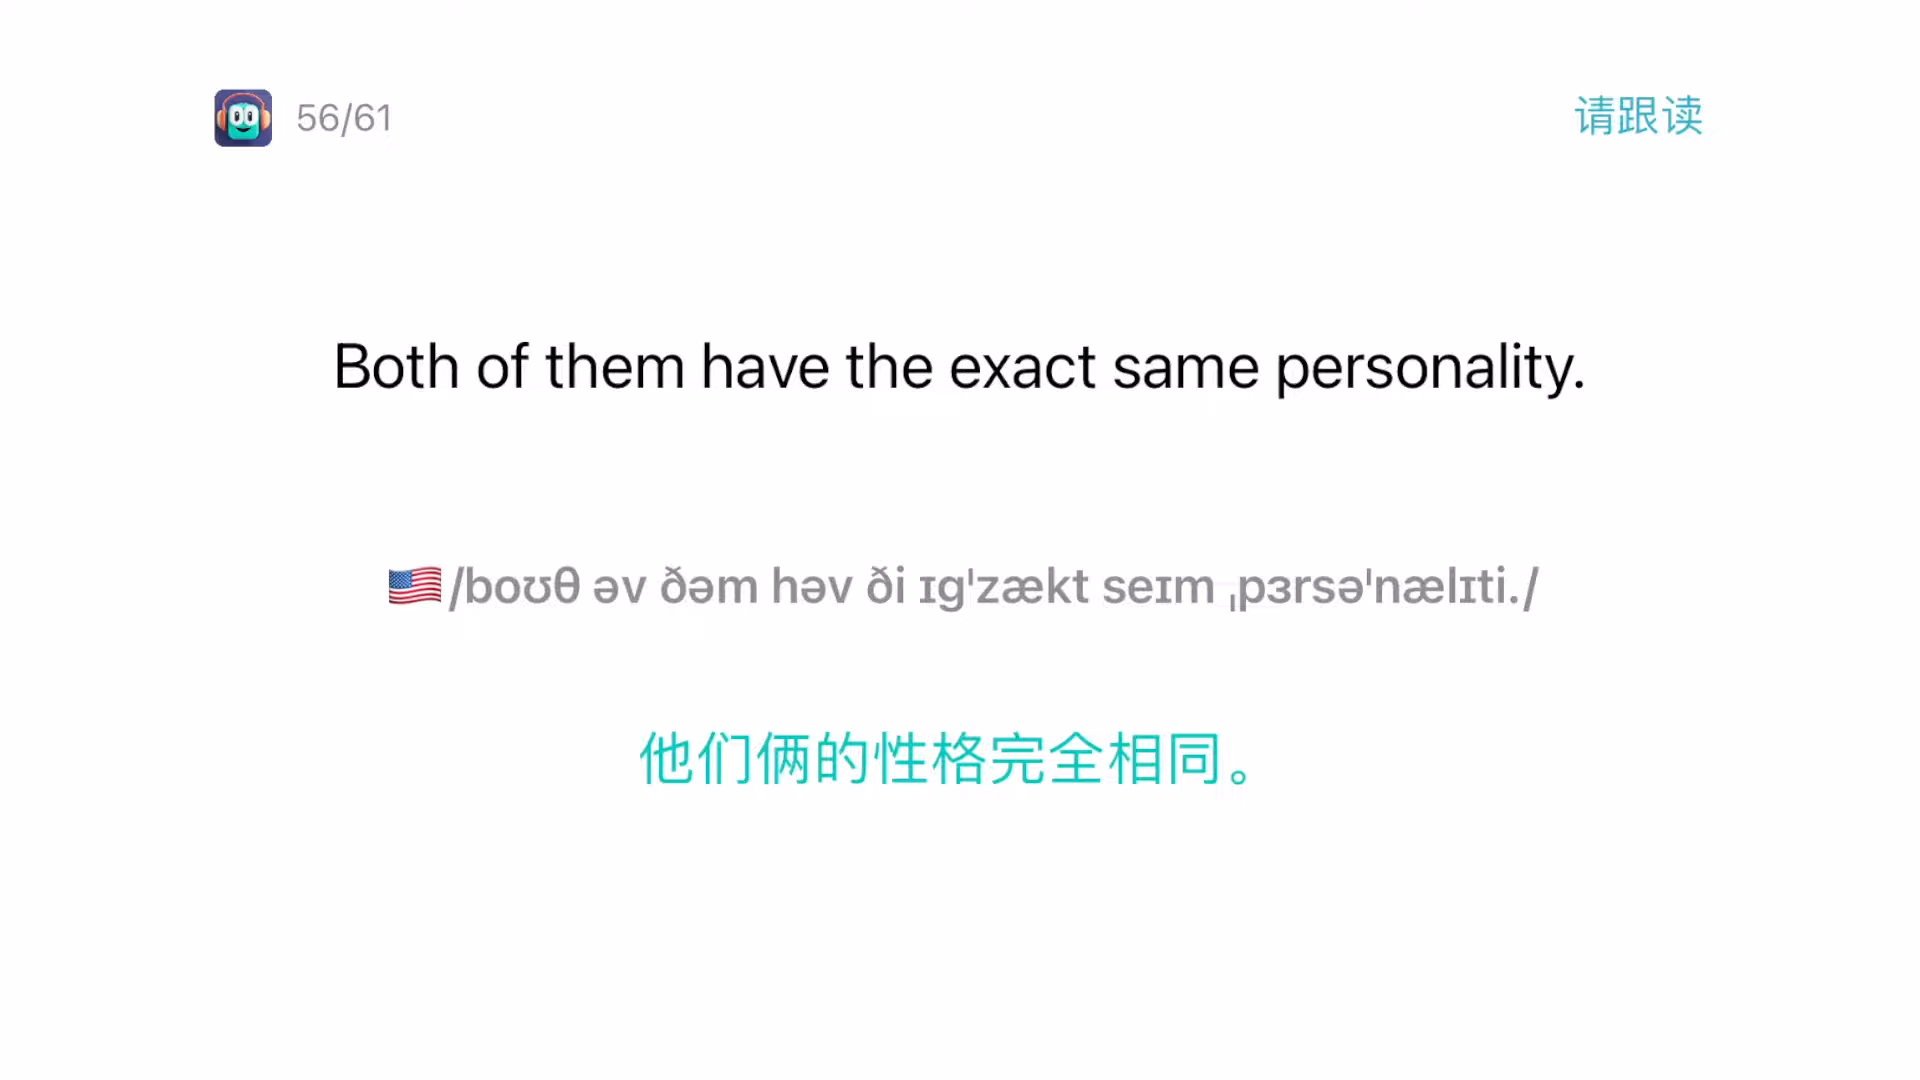 56/61
请跟读
Both of them have the exact same personality.
/boʊθ əv ðəm həv ði ɪɡˈzækt seɪm ˌpɜrsəˈnælɪti./
他们俩的性格完全相同。